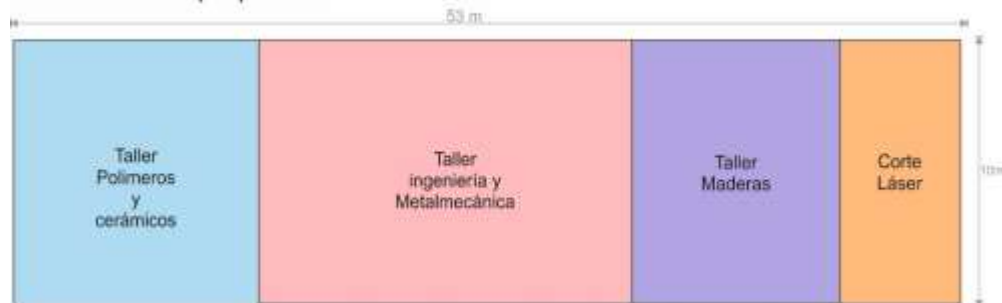 53 m
Taller
Polimeros
y
cerámicos
Taller
ingeniería y
Metalmecánica
Taller
Maderas
Corte
Láser